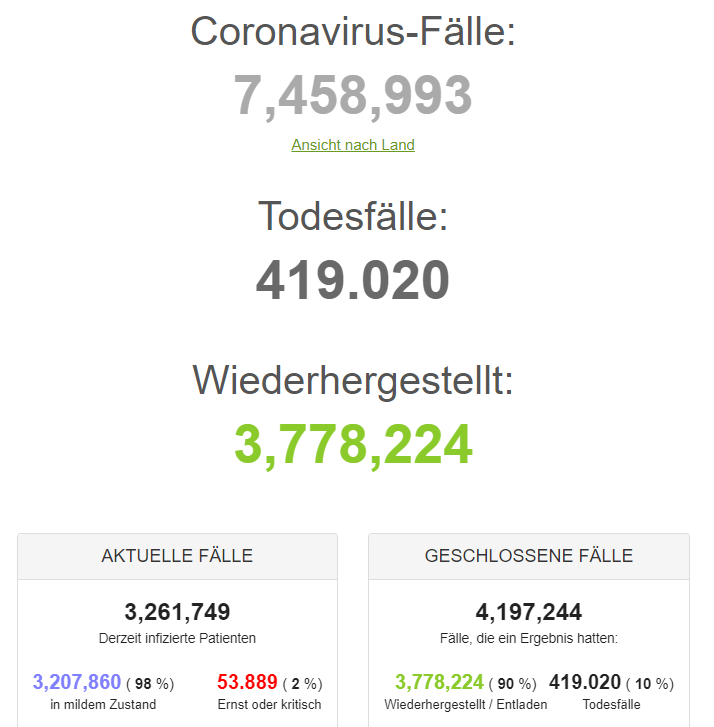 Coronavirus-Fälle:
7,458,993
Ansicht nach Land
Todesfälle:
419.020
Wiederhergestellt:
3,778,224
AKTUELLE FÄLLE
3,261,749
Derzeit infizierte Patienten
3,207,860 ( 98 %) 53.889 ( 2 %)
in mildem Zustand Ernst oder kritisch
GESCHLOSSENE FÄLLE
4,197,244
Fälle, die ein Ergebnis hatten:
3,778,224 ( 90 %) 419.020 ( 10 %)
Wiederhergestellt / Entladen Todesfälle